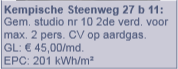 Kempische Steenweg 27 b 11:
Gem. studio nr 10 2de verd. voor
max. 2 pers. CV op aardgas.
GL: € 45,00/md.
EPC: 201 kWh/m²